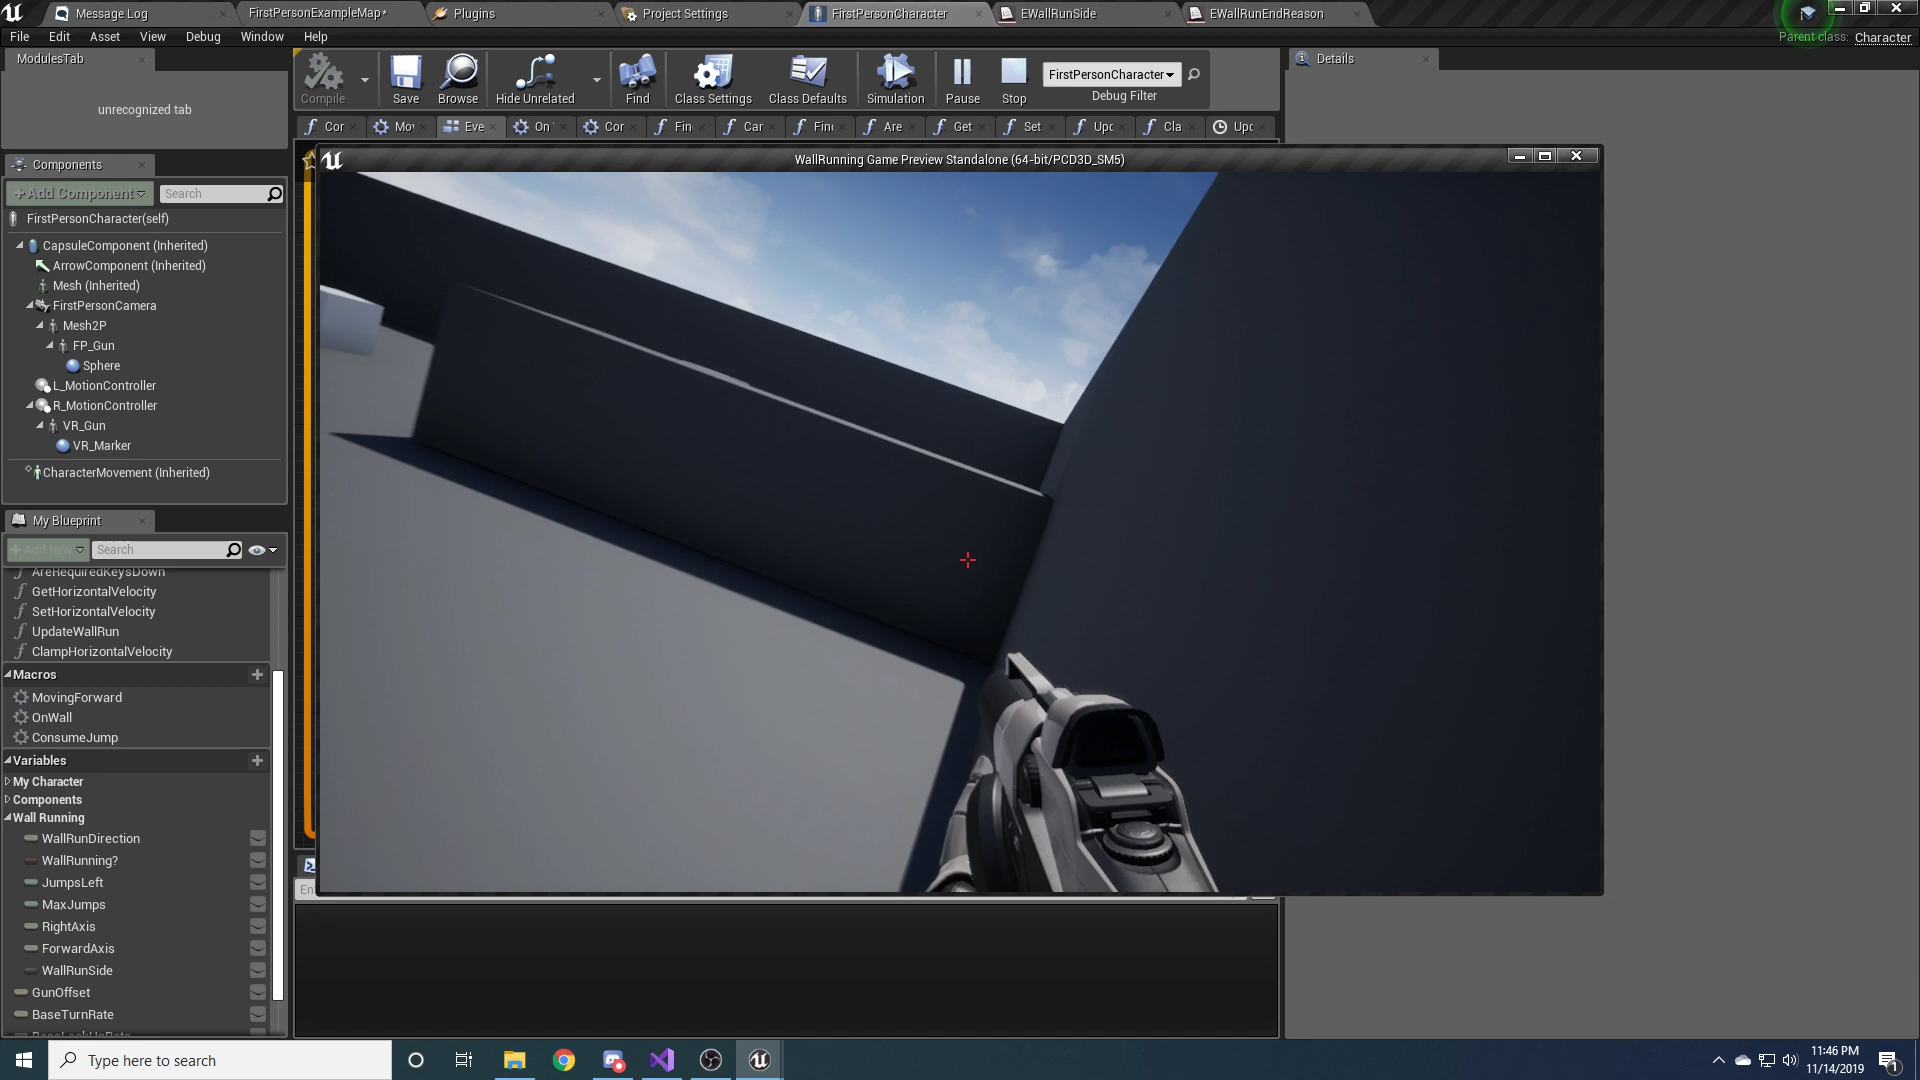 Message Log
FirstPersonExampleMap*
Plugins
Project Settings
FirstPersonCharacter
EWallRunSide
EWallRunEndReason
File
Edit
Asset
View
Debug
Window
Help
Parent class:
Character
ModulesTab
unrecognized tab
Compile
Save
Browse
Hide Unrelated
Find
Class Settings
Class Defaults
Simulation
Pause
Stop
FirstPersonCharacter
Debug Filter
Details
Cor
Mov
Eve
On
Cor
Fin
Car
Find
Are
Get
Set
Upc
Cla
Upc
WallRunning Game Preview Standalone (64-bit/PCD3D_SM5)
Components
+Add Component
Search
FirstPersonCharacter(self)
CapsuleComponent (Inherited)
ArrowComponent (Inherited)
Mesh (Inherited)
FirstPersonCamera
Mesh2P
FP_Gun
Sphere
L_MotionController
R_MotionController
VR_Gun
VR_Marker
CharacterMovement (Inherited)
My Blueprint
+Add New
Search
AreRequiredKeysDown
GetHorizontalVelocity
SetHorizontalVelocity
UpdateWallRun
ClampHorizontalVelocity
Macros
MovingForward
OnWall
ConsumeJump
Variables
My Character
Components
Wall Running
WallRunDirection
WallRunning?
JumpsLeft
MaxJumps
RightAxis
ForwardAxis
WallRunSide
GunOffset
BaseTurnRate
BaseLookUpRate
Type here to search
11:46 PM
11/14/2019
1